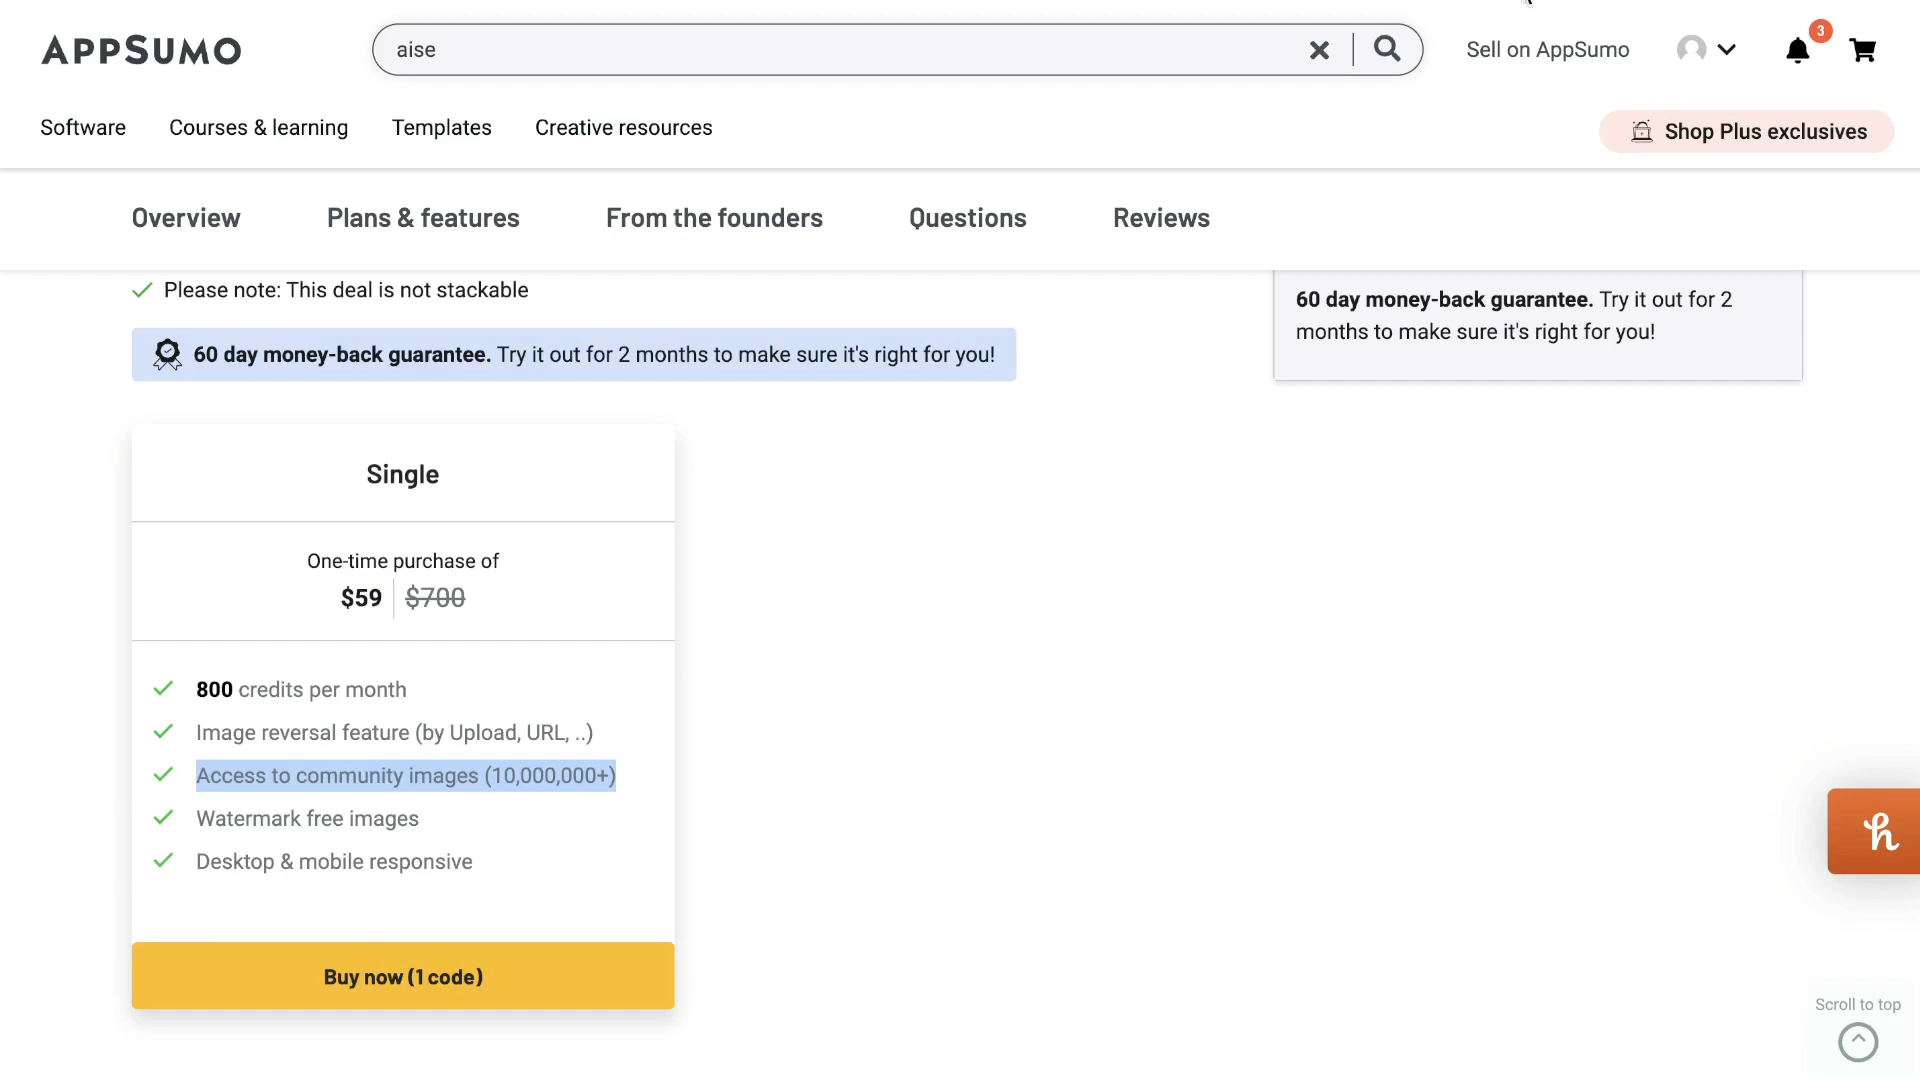 APPSUMO
aise
Sell on AppSumo
3
Software
Courses & learning
Templates
Creative resources
Shop Plus exclusives
Overview
Plans & features
From the founders
Questions
Reviews
Please note: This deal is not stackable
60 day money-back guarantee. Try it out for 2 months to make sure it's right for you!
60 day money-back guarantee. Try it out for 2
months to make sure it's right for you!
Single
One-time purchase of
$59
$700
800 credits per month
Image reversal feature (by Upload, URL, ..)
Access to community images (10,000,000+)
Watermark free images
Desktop & mobile responsive
Buy now (1 code)
h
Scroll to top